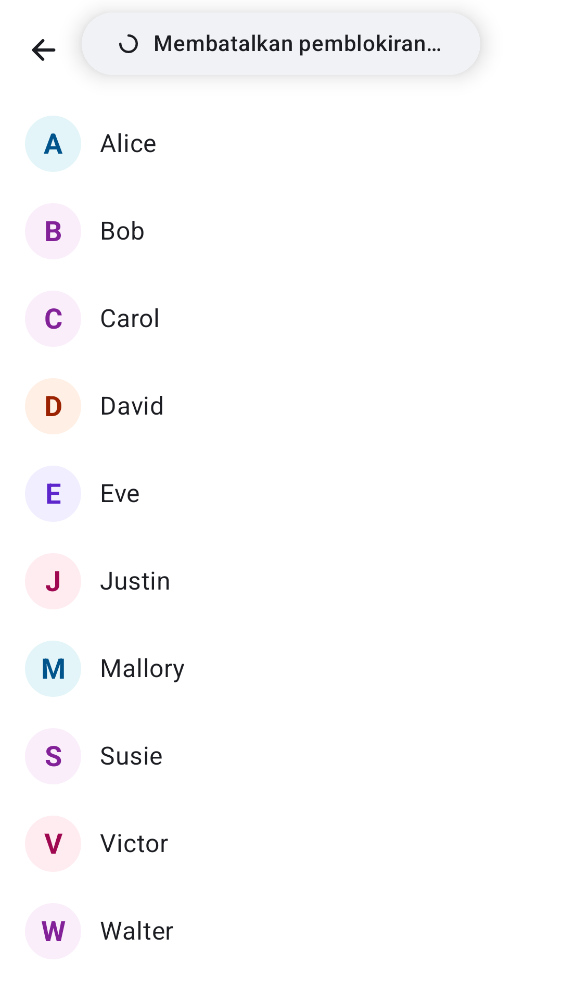 Membatalkan pemblokiran…
A Alice
B Bob
C Carol
D David
E Eve
J Justin
M Mallory
S Susie
V Victor
W Walter